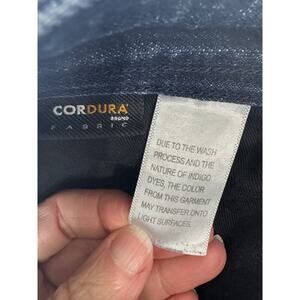 CORDURA
BRAND
FABRIC
DUE TO THE WASH
PROCESS AND THE
NATURE OF INDIGO
DYES, THE COLOR
FROM THIS GARMENT
MAY TRANSFER ONTO
LIGHT SURFACES.